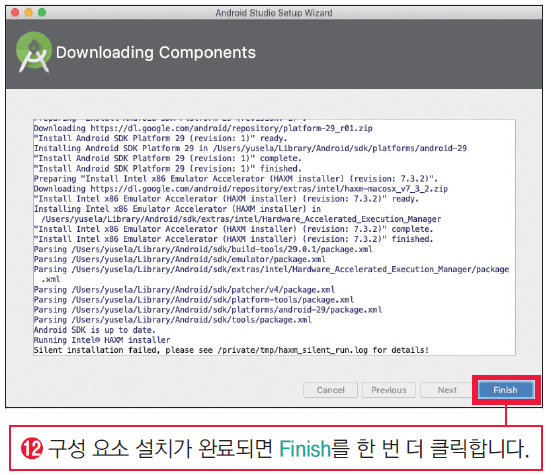 Android Studio Setup Wizard
Downloading Components
Preparing "Install Android SDK Platform 29 (revision: 1)".
Downloading https://dl.google.com/android/repository/platform-29_r01.zip
"Install Android SDK Platform 29 (revision: 1)" ready.
Installing Android SDK Platform 29 in /Users/yusela/Library/Android/sdk/platforms/android-29
"Install Android SDK Platform 29 (revision: 1)" complete.
"Install Android SDK Platform 29 (revision: 1)" finished.
Preparing "Install Intel x86 Emulator Accelerator (HAXM installer) (revision: 7.3.2)".
Downloading https://dl.google.com/android/repository/extras/intel/haxm-macosx_v7_3_2.zip
"Install Intel x86 Emulator Accelerator (HAXM installer) (revision: 7.3.2)" ready.
Installing Intel x86 Emulator Accelerator (HAXM installer) in
/Users/yusela/Library/Android/sdk/extras/intel/Hardware_Accelerated_Execution_Manager
"Install Intel x86 Emulator Accelerator (HAXM installer) (revision: 7.3.2)" complete.
"Install Intel x86 Emulator Accelerator (HAXM installer) (revision: 7.3.2)" finished.
Parsing /Users/yusela/Library/Android/sdk/build-tools/29.0.1/package.xml
Parsing /Users/yusela/Library/Android/sdk/emulator/package.xml
Parsing /Users/yusela/Library/Android/sdk/extras/intel/Hardware_Accelerated_Execution_Manager/package
.xml
Parsing /Users/yusela/Library/Android/sdk/patcher/v4/package.xml
Parsing /Users/yusela/Library/Android/sdk/platform-tools/package.xml
Parsing /Users/yusela/Library/Android/sdk/platforms/android-29/package.xml
Parsing /Users/yusela/Library/Android/sdk/tools/package.xml
Android SDK is up to date.
Running Intel® HAXM installer
Silent installation failed, please see /private/tmp/haxm_silent_run.log for details!
Cancel Previous Next Finish
⓬ 구성 요소 설치가 완료되면 Finish를 한 번 더 클릭합니다.